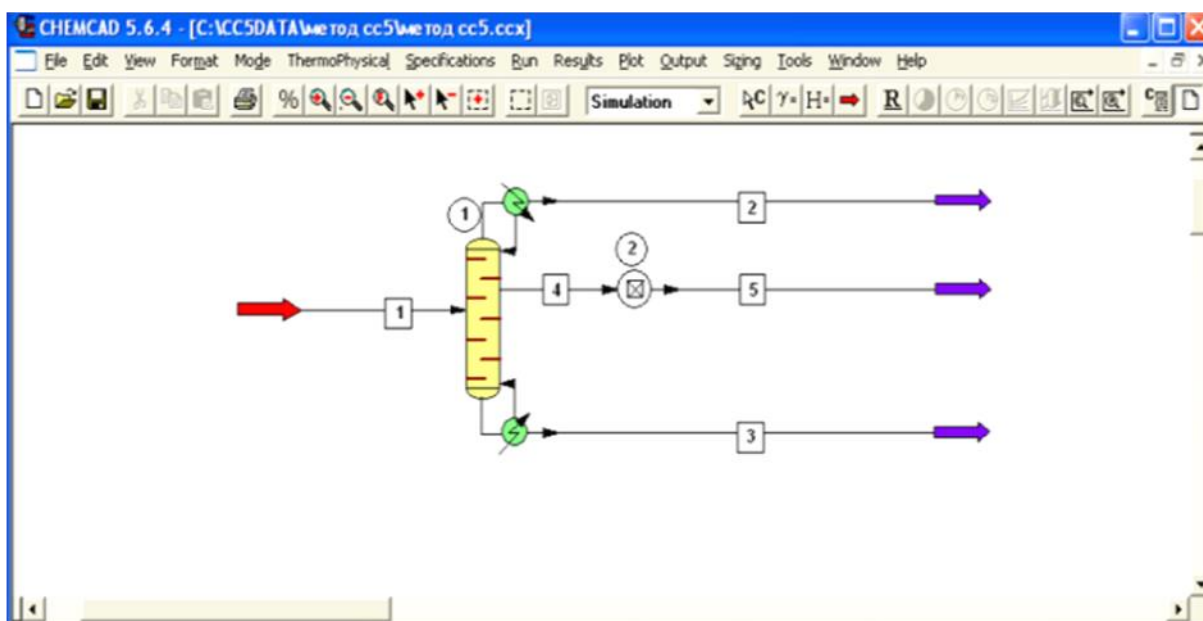 CHEMCAD 5.6.4 - [C:\CC5DATA\метод cc5\метод cc5.ccx]
File Edit View Format Mode ThermoPhysical Specifications Run Results Plot Output Sizing Tools Window Help
% Simulation C γ= H= R C
1 2
2
4 5
1
3